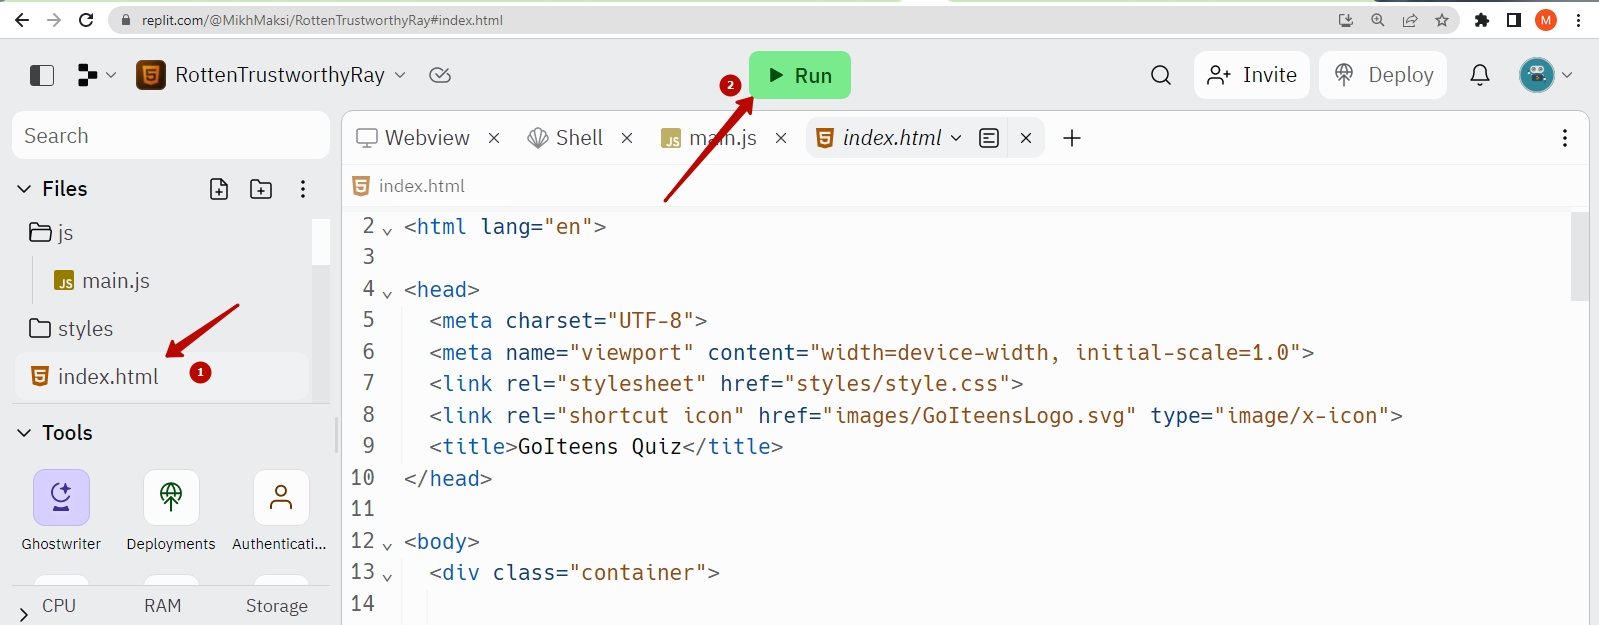 replit.com/@MikhMaksi/RottenTrustworthyRay#index.html
M
RottenTrustworthyRay
2
Run
Invite
Deploy
Search
Webview
Shell
JS
main.js
index.html
Files
index.html
js
JS
main.js
styles
index.html
1
Tools
Ghostwriter
Deployments
Authenticati...
CPU
RAM
Storage
2 <html lang="en">
3
4 <head>
5 <meta charset="UTF-8">
6 <meta name="viewport" content="width=device-width, initial-scale=1.0">
7 <link rel="stylesheet" href="styles/style.css">
8 <link rel="shortcut icon" href="images/GoIteensLogo.svg" type="image/x-icon">
9 <title>GoIteens Quiz</title>
10 </head>
11
12 <body>
13 <div class="container">
14